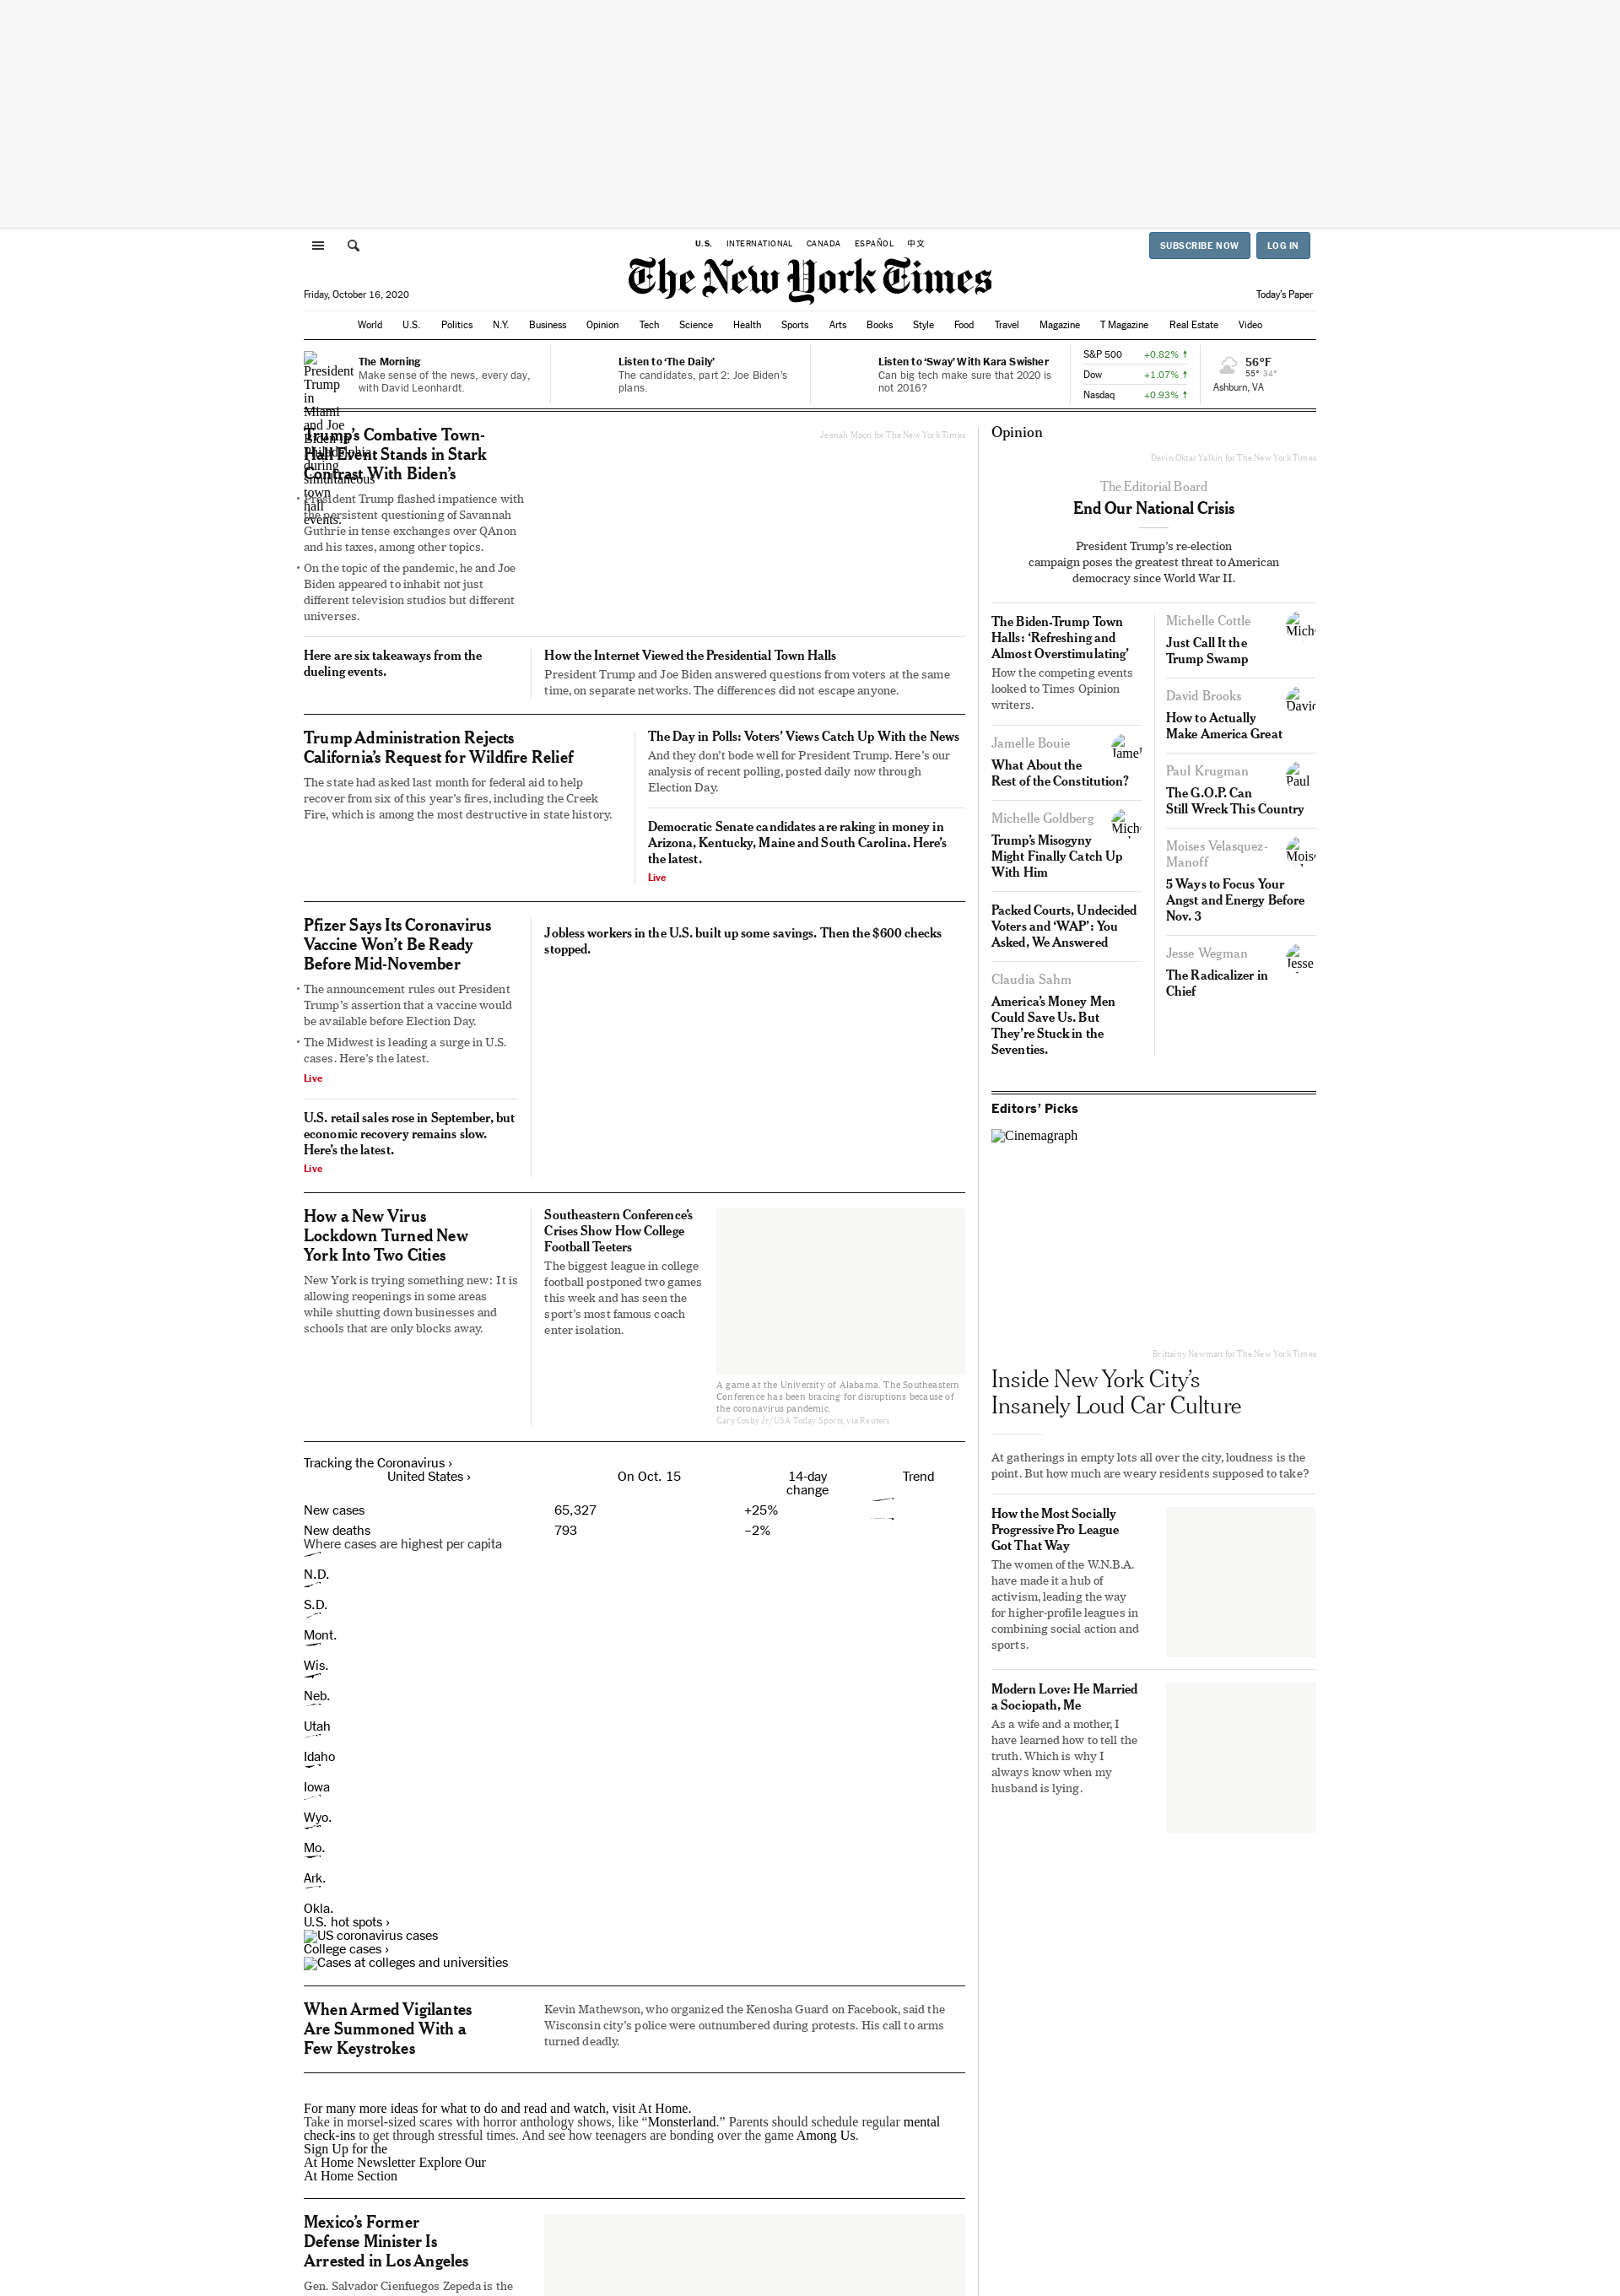 U.S. INTERNATIONAL CANADA ESPAÑOL 中文
SUBSCRIBE NOW LOG IN
The New York Times
Friday, October 16, 2020
Today's Paper
World U.S. Politics N.Y. Business Opinion Tech Science Health Sports Arts Books Style Food Travel Magazine T Magazine Real Estate Video
The Morning
Make sense of the news, every day,
with David Leonhardt.
Listen to ‘The Daily’
The candidates, part 2: Joe Biden’s
plans.
Listen to ‘Sway’ With Kara Swisher
Can big tech make sure that 2020 is
not 2016?
S&P 500 +0.82% ↑
Dow +1.07% ↑
Nasdaq +0.93% ↑
56°F
55° 34°
Ashburn, VA
President
Trump
in
Miami
and Joe
Biden in
Philadelphia
during
simultaneous
town
hall
events.
Trump’s Combative Town-
Hall Event Stands in Stark
Contrast With Biden’s
President Trump flashed impatience with
the persistent questioning of Savannah
Guthrie in tense exchanges over QAnon
and his taxes, among other topics.
On the topic of the pandemic, he and Joe
Biden appeared to inhabit not just
different television studios but different
universes.
Jeenah Moon for The New York Times
Here are six takeaways from the
dueling events.
How the Internet Viewed the Presidential Town Halls
President Trump and Joe Biden answered questions from voters at the same
time, on separate networks. The differences did not escape anyone.
Trump Administration Rejects
California’s Request for Wildfire Relief
The state had asked last month for federal aid to help
recover from six of this year’s fires, including the Creek
Fire, which is among the most destructive in state history.
The Day in Polls: Voters’ Views Catch Up With the News
And they don’t bode well for President Trump. Here’s our
analysis of recent polling, posted daily now through
Election Day.
Democratic Senate candidates are raking in money in
Arizona, Kentucky, Maine and South Carolina. Here’s
the latest.
Live
Pfizer Says Its Coronavirus
Vaccine Won’t Be Ready
Before Mid-November
The announcement rules out President
Trump’s assertion that a vaccine would
be available before Election Day.
The Midwest is leading a surge in U.S.
cases. Here’s the latest.
Live
U.S. retail sales rose in September, but
economic recovery remains slow.
Here’s the latest.
Live
Jobless workers in the U.S. built up some savings. Then the $600 checks
stopped.
How a New Virus
Lockdown Turned New
York Into Two Cities
New York is trying something new: It is
allowing reopenings in some areas
while shutting down businesses and
schools that are only blocks away.
Southeastern Conference’s
Crises Show How College
Football Teeters
The biggest league in college
football postponed two games
this week and has seen the
sport’s most famous coach
enter isolation.
A game at the University of Alabama. The Southeastern
Conference has been bracing for disruptions because of
the coronavirus pandemic.
Gary Cosby Jr/USA Today Sports, via Reuters
Tracking the Coronavirus ›
United States › On Oct. 15 14-day
change Trend
New cases 65,327 +25%
New deaths 793 –2%
Where cases are highest per capita
N.D.
S.D.
Mont.
Wis.
Neb.
Utah
Idaho
Iowa
Wyo.
Mo.
Ark.
Okla.
U.S. hot spots ›
US coronavirus cases
College cases ›
Cases at colleges and universities
When Armed Vigilantes
Are Summoned With a
Few Keystrokes
Kevin Mathewson, who organized the Kenosha Guard on Facebook, said the
Wisconsin city’s police were outnumbered during protests. His call to arms
turned deadly.
For many more ideas for what to do and read and watch, visit At Home.
Take in morsel-sized scares with horror anthology shows, like “Monsterland.” Parents should schedule regular mental
check-ins to get through stressful times. And see how teenagers are bonding over the game Among Us.
Sign Up for the
At Home Newsletter Explore Our
At Home Section
Mexico’s Former
Defense Minister Is
Arrested in Los Angeles
Gen. Salvador Cienfuegos Zepeda is the
Opinion
Devin Oktar Yalkin for The New York Times
The Editorial Board
End Our National Crisis
President Trump’s re-election
campaign poses the greatest threat to American
democracy since World War II.
The Biden-Trump Town
Halls: ‘Refreshing and
Almost Overstimulating’
How the competing events
looked to Times Opinion
writers.
Jamelle Bouie
What About the
Rest of the Constitution?
Michelle Goldberg
Trump’s Misogyny
Might Finally Catch Up
With Him
Packed Courts, Undecided
Voters and ‘WAP’: You
Asked, We Answered
Claudia Sahm
America’s Money Men
Could Save Us. But
They’re Stuck in the
Seventies.
Michelle Cottle
Just Call It the
Trump Swamp
David Brooks
How to Actually
Make America Great
Paul Krugman
Paul
The G.O.P. Can
Still Wreck This Country
Moises Velasquez-
Manoff
5 Ways to Focus Your
Angst and Energy Before
Nov. 3
Jesse Wegman
Jesse
The Radicalizer in
Chief
Editors’ Picks
Cinemagraph
Brittainy Newman for The New York Times
Inside New York City’s
Insanely Loud Car Culture
At gatherings in empty lots all over the city, loudness is the
point. But how much are weary residents supposed to take?
How the Most Socially
Progressive Pro League
Got That Way
The women of the W.N.B.A.
have made it a hub of
activism, leading the way
for higher-profile leagues in
combining social action and
sports.
Modern Love: He Married
a Sociopath, Me
As a wife and a mother, I
have learned how to tell the
truth. Which is why I
always know when my
husband is lying.